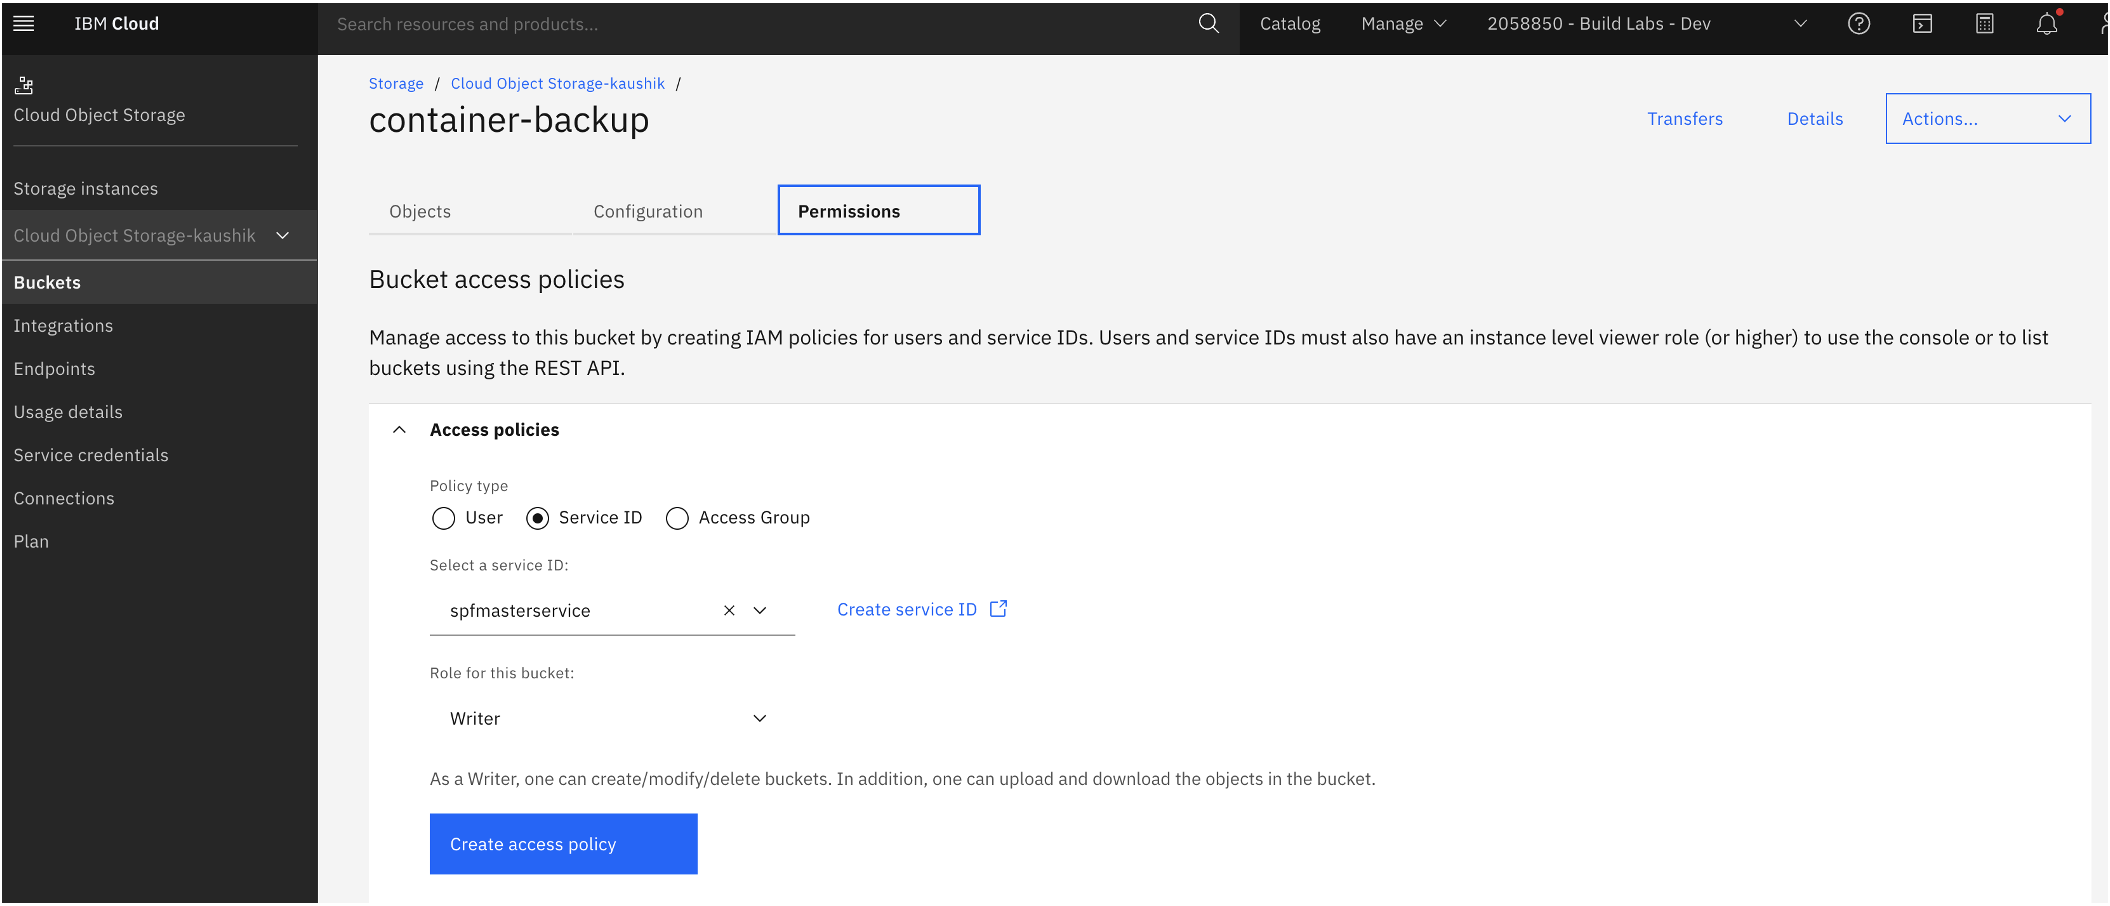 IBM Cloud
Search resources and products...
Catalog
Manage
2058850 - Build Labs - Dev
Cloud Object Storage
Storage instances
Cloud Object Storage-kaushik
Buckets
Integrations
Endpoints
Usage details
Service credentials
Connections
Plan
Storage / Cloud Object Storage-kaushik /
container-backup
Transfers
Details
Actions...
Objects
Configuration
Permissions
Bucket access policies
Manage access to this bucket by creating IAM policies for users and service IDs. Users and service IDs must also have an instance level viewer role (or higher) to use the console or to list
buckets using the REST API.
Access policies
Policy type
User
Service ID
Access Group
Select a service ID:
spfmasterservice
Create service ID
Role for this bucket:
Writer
As a Writer, one can create/modify/delete buckets. In addition, one can upload and download the objects in the bucket.
Create access policy